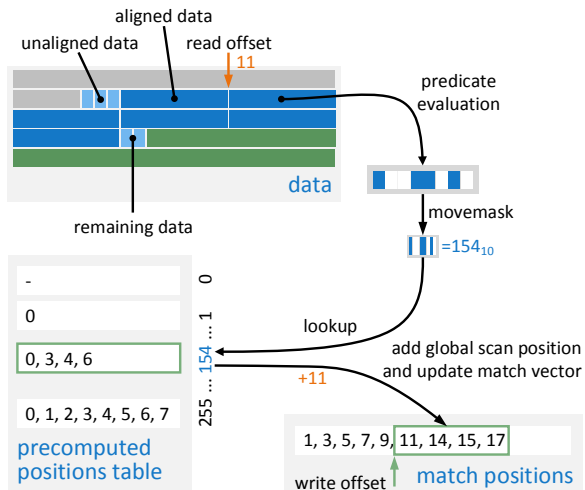 aligned data
unaligned data
read offset
11
predicate
evaluation
data
remaining data
movemask
=154₁₀
-
0
0
... 1
lookup
0, 3, 4, 6
154
...
add global scan position
and update match vector
+11
0, 1, 2, 3, 4, 5, 6, 7
255
precomputed
positions table
1, 3, 5, 7, 9, 11, 14, 15, 17
write offset
match positions